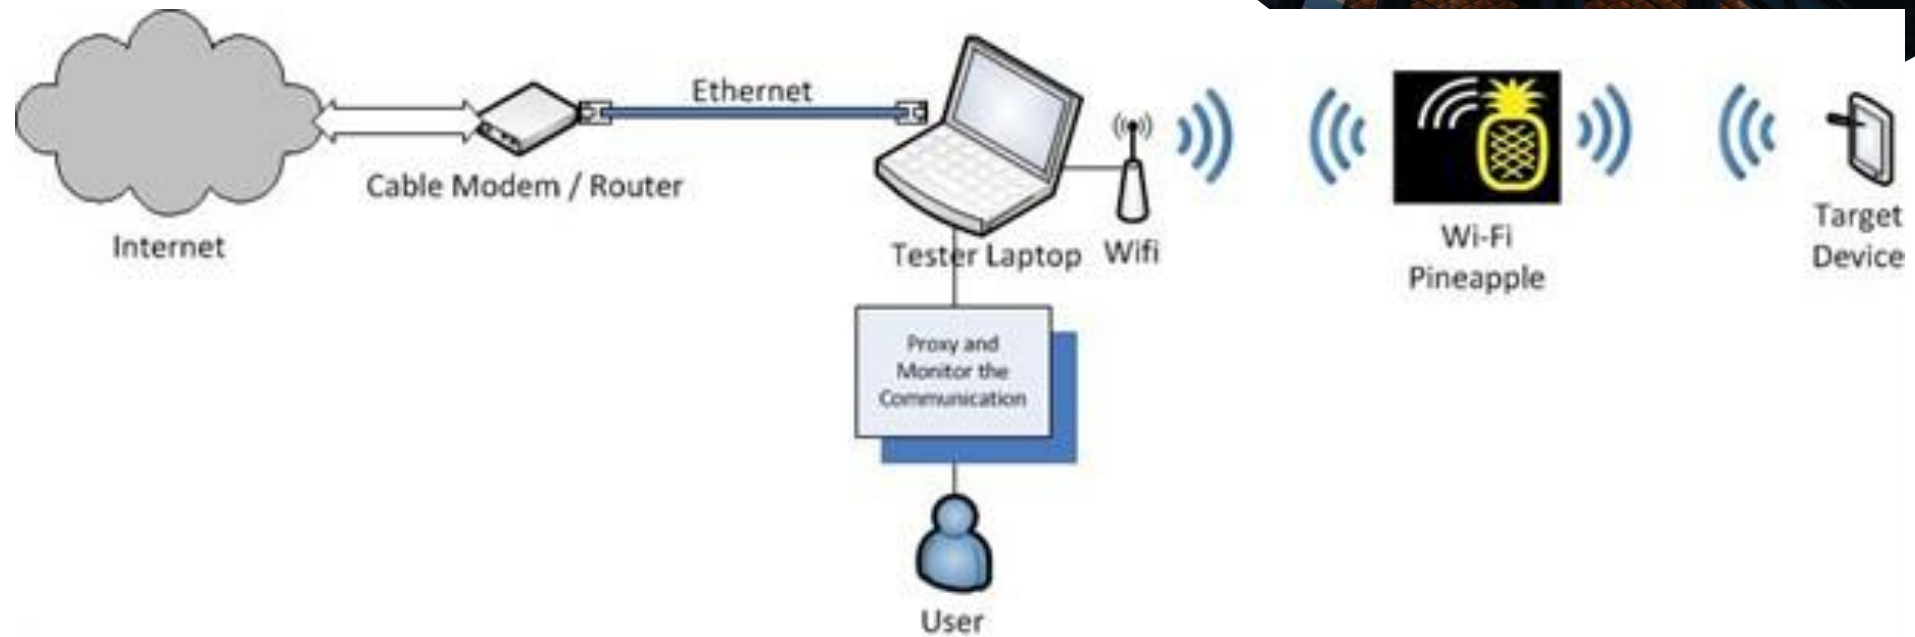 Ethernet
Cable Modem / Router
Internet
Tester Laptop
Wifi
Wi-Fi
Pineapple
Target
Device
Proxy and
Monitor the
Communication
User